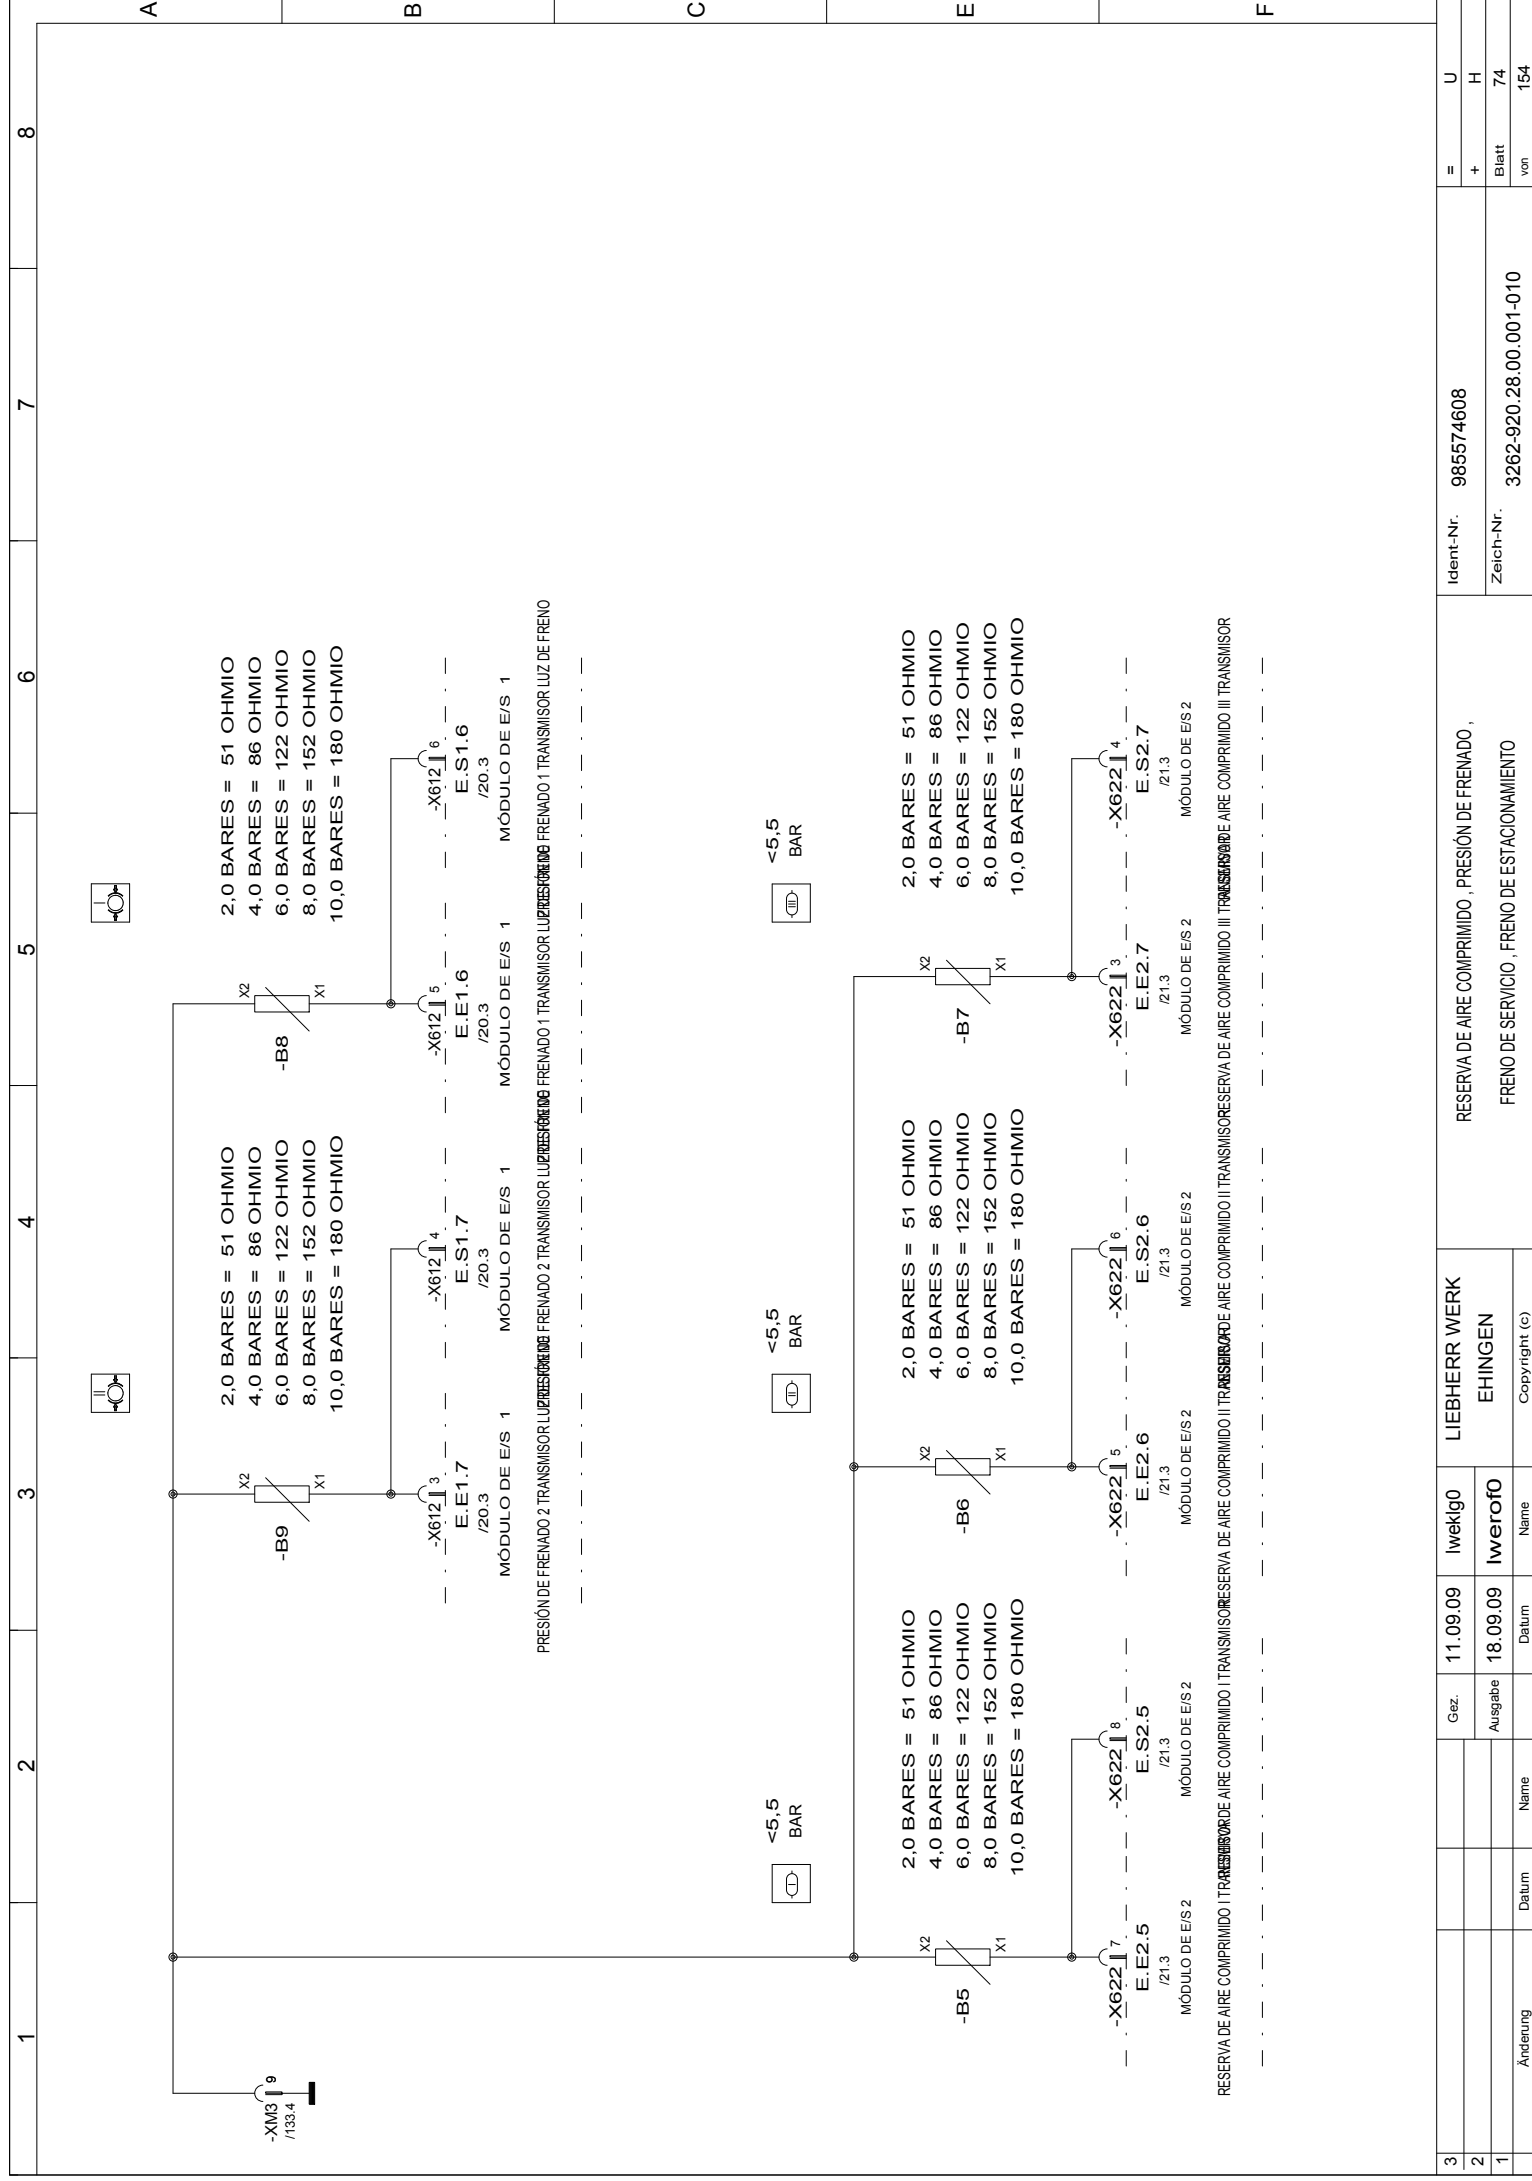 1
2
3
4
5
6
7
8
A
B
C
E
F
-XM3
9
/133.4
X2
-B9
X1
2,0 BARES = 51 OHMIO
4,0 BARES = 86 OHMIO
6,0 BARES = 122 OHMIO
8,0 BARES = 152 OHMIO
10,0 BARES = 180 OHMIO
X2
-B8
X1
2,0 BARES = 51 OHMIO
4,0 BARES = 86 OHMIO
6,0 BARES = 122 OHMIO
8,0 BARES = 152 OHMIO
10,0 BARES = 180 OHMIO
-X612 3
E.E1.7
/20.3
MÓDULO DE E/S 1
-X612 4
E.S1.7
/20.3
MÓDULO DE E/S 1
-X612 5
E.E1.6
/20.3
MÓDULO DE E/S 1
-X612 6
E.S1.6
/20.3
MÓDULO DE E/S 1
PRESIÓN DE FRENADO 2 TRANSMISOR FRENADO 2 TRANSMISOR FRENADO 1 TRANSMISOR FRENADO 1 TRANSMISOR LUZ DE FRENO
I
<5,5
BAR
II
<5,5
BAR
III
<5,5
BAR
X2
-B5
X1
2,0 BARES = 51 OHMIO
4,0 BARES = 86 OHMIO
6,0 BARES = 122 OHMIO
8,0 BARES = 152 OHMIO
10,0 BARES = 180 OHMIO
X2
-B6
X1
2,0 BARES = 51 OHMIO
4,0 BARES = 86 OHMIO
6,0 BARES = 122 OHMIO
8,0 BARES = 152 OHMIO
10,0 BARES = 180 OHMIO
X2
-B7
X1
2,0 BARES = 51 OHMIO
4,0 BARES = 86 OHMIO
6,0 BARES = 122 OHMIO
8,0 BARES = 152 OHMIO
10,0 BARES = 180 OHMIO
-X622 7
E.E2.5
/21.3
MÓDULO DE E/S 2
-X622 8
E.S2.5
/21.3
MÓDULO DE E/S 2
-X622 5
E.E2.6
/21.3
MÓDULO DE E/S 2
-X622 6
E.S2.6
/21.3
MÓDULO DE E/S 2
-X622 3
E.E2.7
/21.3
MÓDULO DE E/S 2
-X622 4
E.S2.7
/21.3
MÓDULO DE E/S 2
RESERVA DE AIRE COMPRIMIDO I DE AIRE COMPRIMIDO I RESERVA DE AIRE COMPRIMIDO II DE AIRE COMPRIMIDO II RESERVA DE AIRE COMPRIMIDO III DE AIRE COMPRIMIDO III TRANSMISOR
3
2
1
Änderung
Datum
Name
Gez. 11.09.09 lweklg0
Ausgabe 18.09.09 lwerof0
Datum
Name
LIEBHERR WERK
EHINGEN
Copyright (c)
RESERVA DE AIRE COMPRIMIDO , PRESIÓN DE FRENADO ,
FRENO DE SERVICIO , FRENO DE ESTACIONAMIENTO
Ident-Nr. 985574608
Zeich-Nr. 3262-920.28.00.001-010
= U
+ H
Blatt 74
von 154